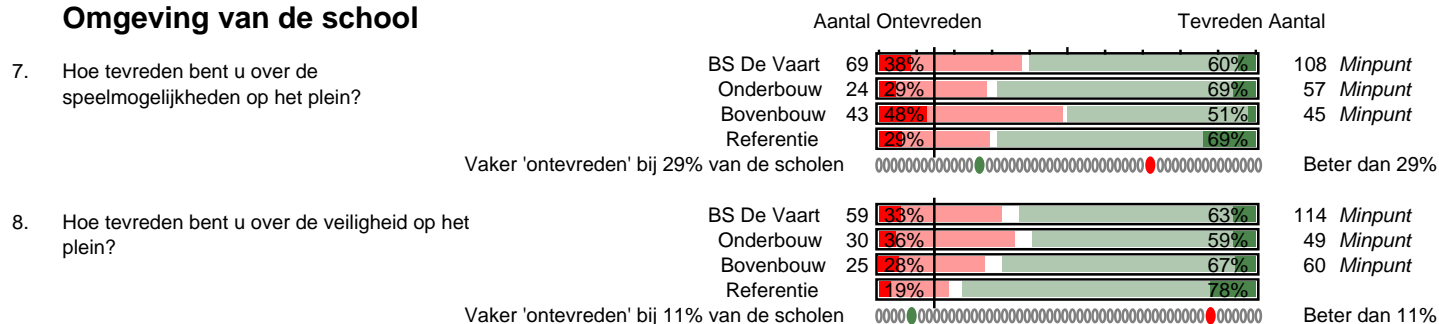 Omgeving van de school
Aantal Ontevreden Tevreden Aantal
7. Hoe tevreden bent u over de speelmogelijkheden op het plein?
BS De Vaart 69 38% 60% 108 Minpunt
Onderbouw 24 29% 69% 57 Minpunt
Bovenbouw 43 48% 51% 45 Minpunt
Referentie 29% 69%
Vaker 'ontevreden' bij 29% van de scholen Beter dan 29%
8. Hoe tevreden bent u over de veiligheid op het plein?
BS De Vaart 59 33% 63% 114 Minpunt
Onderbouw 30 36% 59% 49 Minpunt
Bovenbouw 25 28% 67% 60 Minpunt
Referentie 19% 78%
Vaker 'ontevreden' bij 11% van de scholen Beter dan 11%